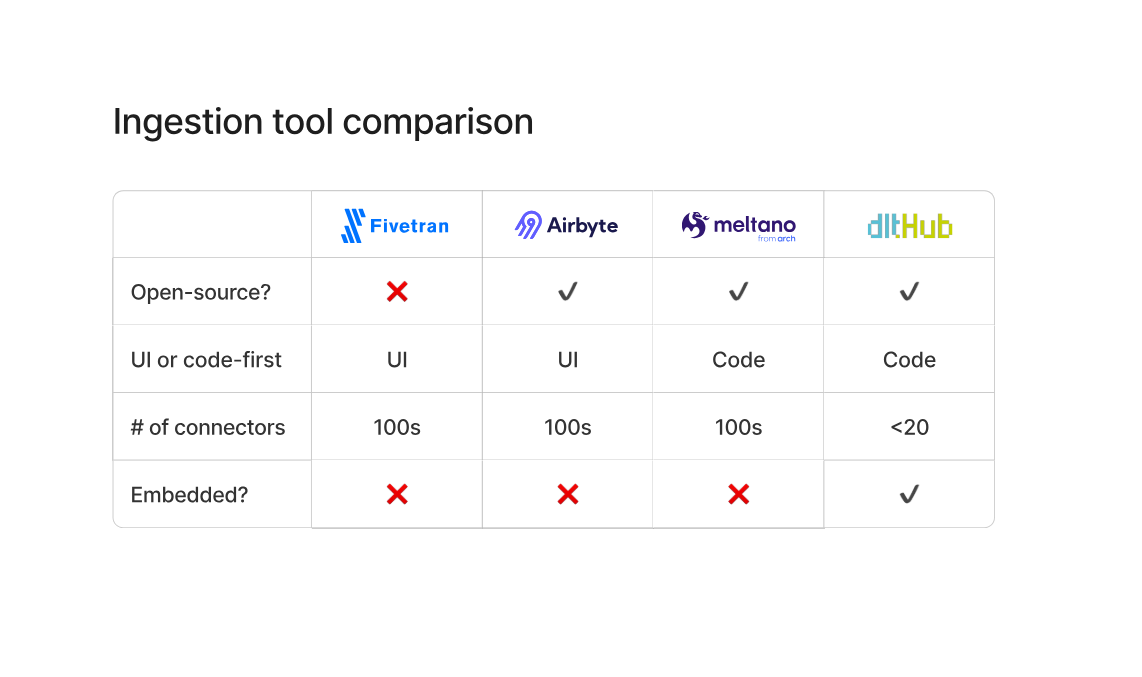 Ingestion tool comparison
Fivetran Airbyte meltano dltHub
from arch
Open-source? ❌ ✔ ✔ ✔
UI or code-first UI UI Code Code
# of connectors 100s 100s 100s <20
Embedded? ❌ ❌ ❌ ✔